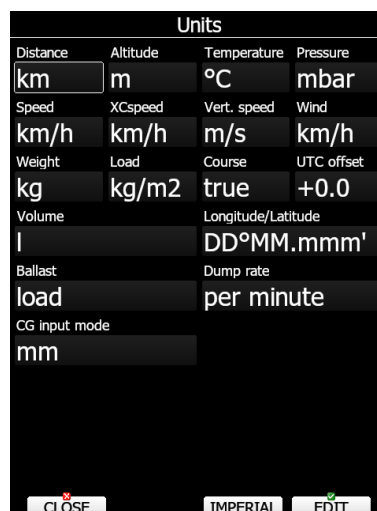 Units
Distance Altitude Temperature Pressure
km m °C mbar
Speed XCspeed Vert. speed Wind
km/h km/h m/s km/h
Weight Load Course UTC offset
kg kg/m2 true +0.0
Volume Longitude/Latitude
l DD°MM.mmm'
Ballast Dump rate
load per minute
CG input mode
mm
CLOSE IMPERIAL EDIT